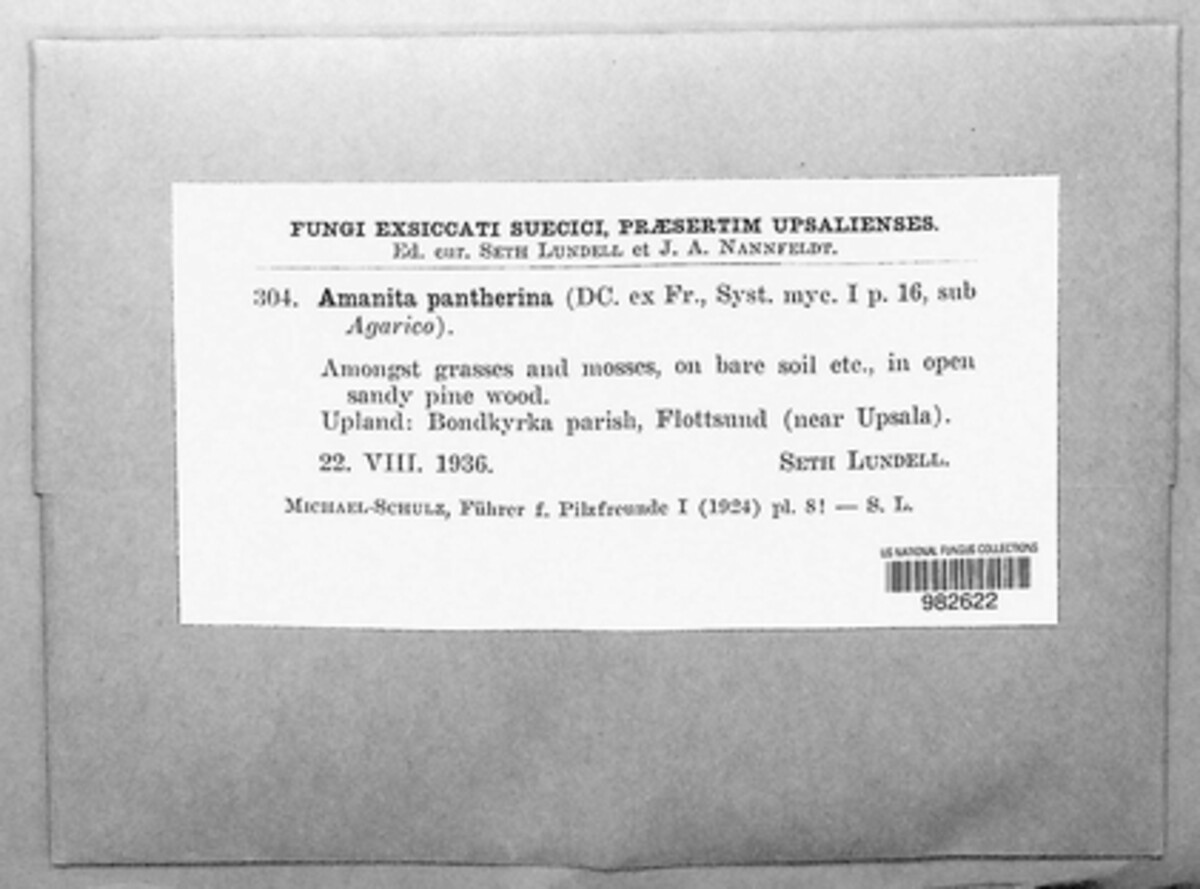 FUNGI EXSICCATI SUECICI, PRÆSERTIM UPSALIENSES.
Ed. cur. SETH LUNDELL et J. A. NANNFELDT.
304. Amanita pantherina (DC. ex Fr., Syst. myc. I p. 16, sub
Agarico).
Amongst grasses and mosses, on bare soil etc., in open
sandy pine wood.
Upland: Bondkyrka parish, Flottsund (near Upsala).
22. VIII. 1936. SETH LUNDELL.
MICHAEL-SCHULZ, Führer f. Pilzfreunde I (1924) pl. 8! — S. L.
US NATIONAL FUNGUS COLLECTIONS
982622